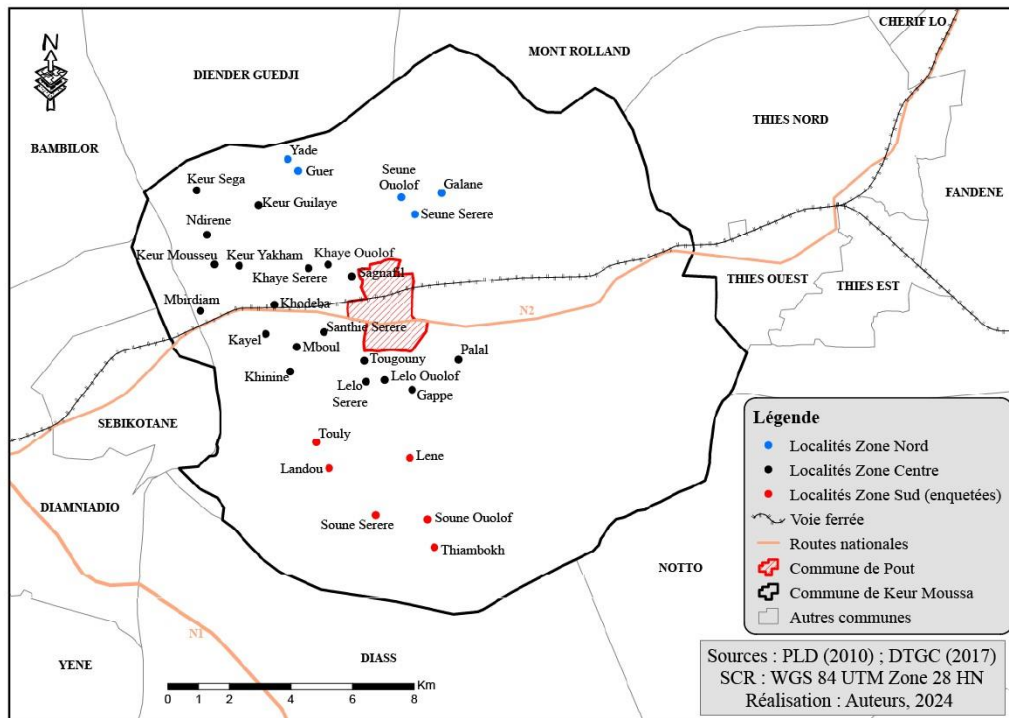 CHERIF LO
N
MONT ROLLAND
DIENDER GUEDJI
THIES NORD
BAMBILOR
Yade
Guer
Seune
Ouolof
Galane
Keur Sega
FANDENE
Keur Guilaye
Seune Serere
Ndirene
Khaye Ouolof
Keur Mousseu
Keur Yakham
Khaye Serere
Sagnafil
THIES OUEST
THIES EST
Mbirdiam
Khodeba
N2
Santhie Serere
Kayel
Mboul
Tougouny
Palal
Khinine
Lelo
Serere
Lelo Ouolof
Gappe
SEBIKOTANE
Légende
Touly
Localités Zone Nord
Lene
Localités Zone Centre
Landou
Localités Zone Sud (enquetées)
DIAMNIADIO
Soune Serere
Soune Ouolof
Voie ferrée
Thiambokh
Routes nationales
NOTTO
Commune de Pout
Commune de Keur Moussa
Autres communes
N1
YENE
DIASS
Sources : PLD (2010) ; DTGC (2017)
SCR : WGS 84 UTM Zone 28 HN
Réalisation : Auteurs, 2024
Km
0 1 2 4 6 8